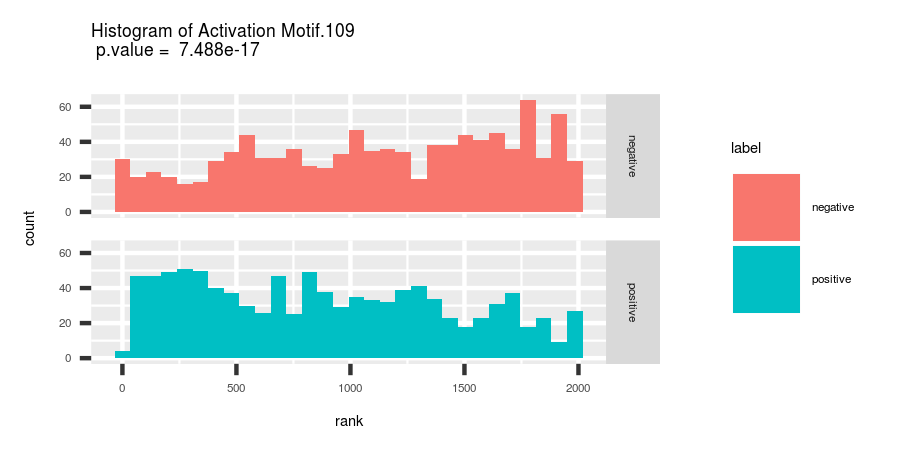 Histogram of Activation Motif.109
p.value =  7.488e-17
count
60
40
20
0
negative
60
40
20
0
positive
0
500
1000
1500
2000
rank
label
negative
positive